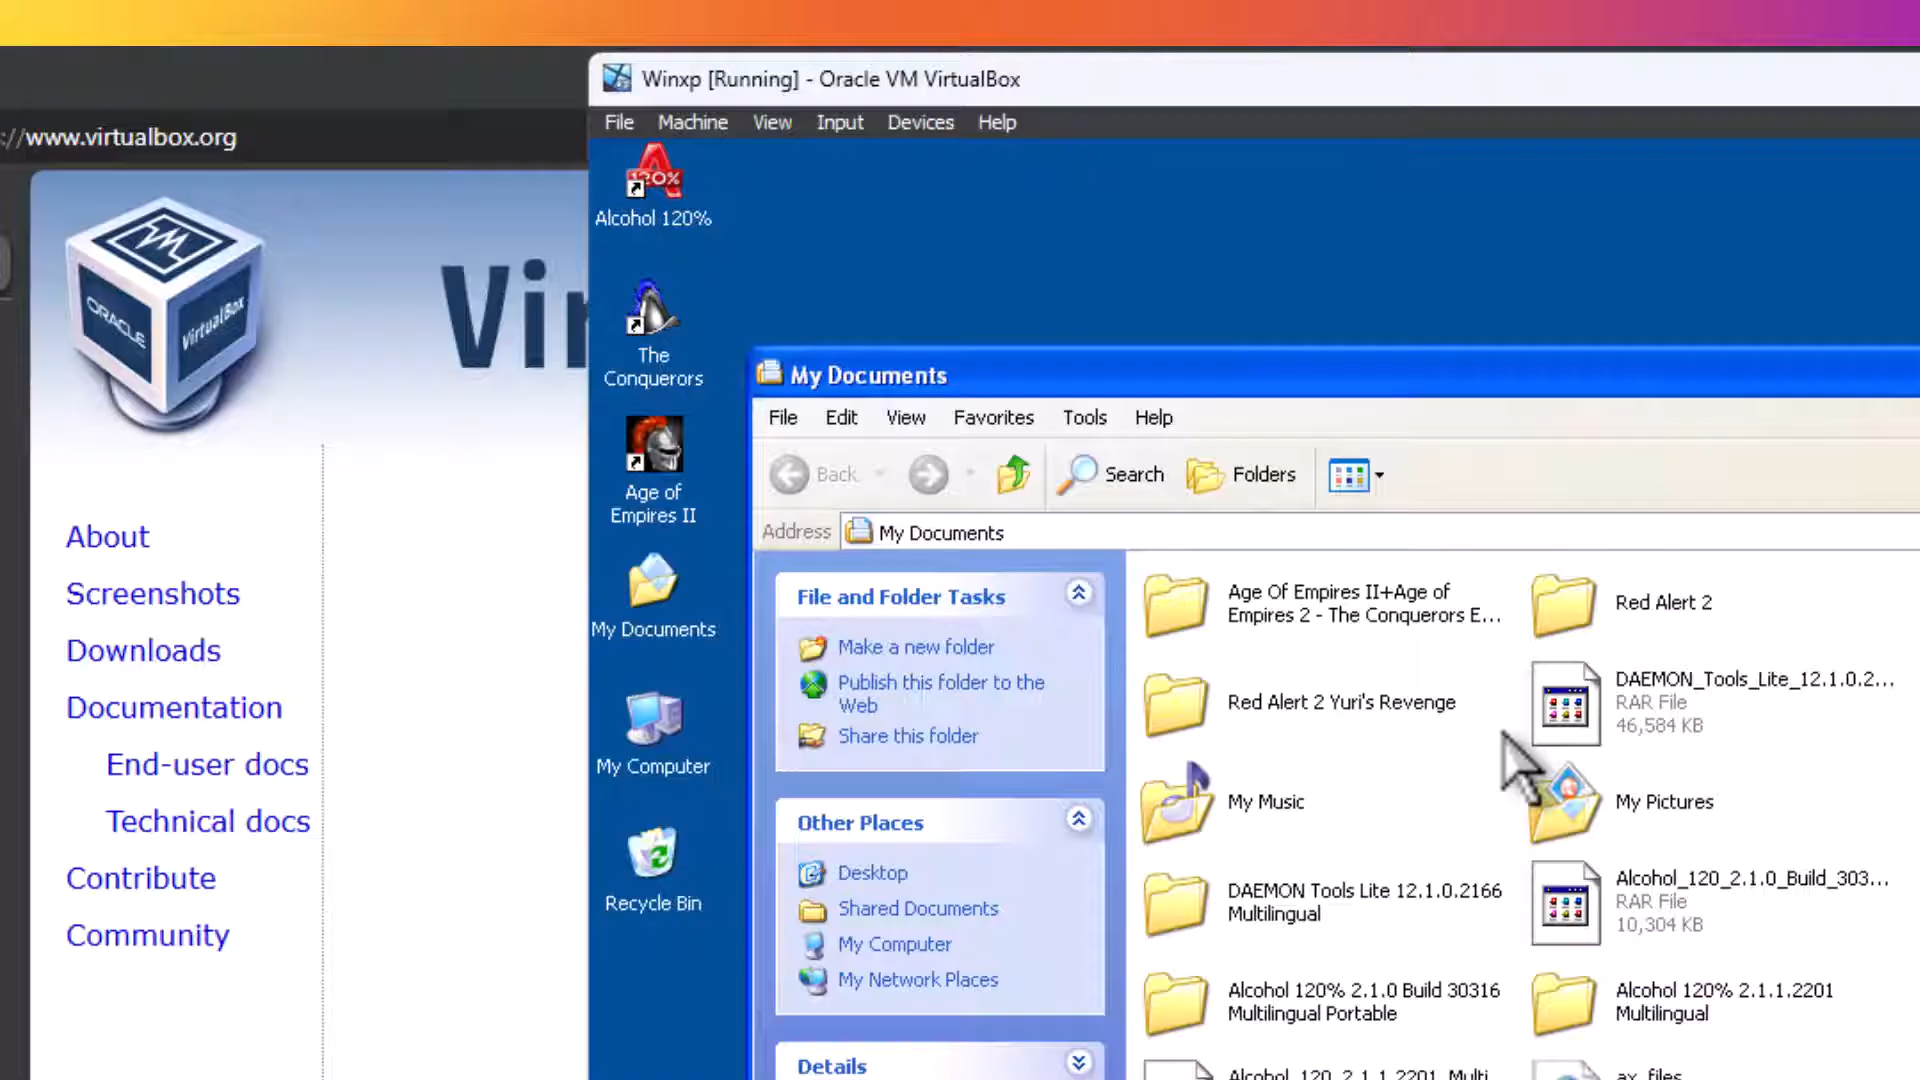 Winxp [Running] - Oracle VM VirtualBox
File Machine View Input Devices Help
://www.virtualbox.org
ORACLE
VirtualBox
Vir
About
Screenshots
Downloads
Documentation
End-user docs
Technical docs
Contribute
Community
120%
Alcohol 120%
The
Conquerors
Age of
Empires II
My Documents
My Computer
Recycle Bin
My Documents
File Edit View Favorites Tools Help
Back Search Folders
Address My Documents
File and Folder Tasks
Make a new folder
Publish this folder to the
Web
Share this folder
Other Places
Desktop
Shared Documents
My Computer
My Network Places
Details
Age Of Empires II+Age of
Empires 2 - The Conquerors E...
Red Alert 2
Red Alert 2 Yuri's Revenge
DAEMON_Tools_Lite_12.1.0.2...
RAR File
46,584 KB
My Music
My Pictures
DAEMON Tools Lite 12.1.0.2166
Multilingual
Alcohol_120_2.1.0_Build_303...
RAR File
10,304 KB
Alcohol 120% 2.1.0 Build 30316
Multilingual Portable
Alcohol 120% 2.1.1.2201
Multilingual
Alcohol_120_2.1.1.2201_Multi
ax_files